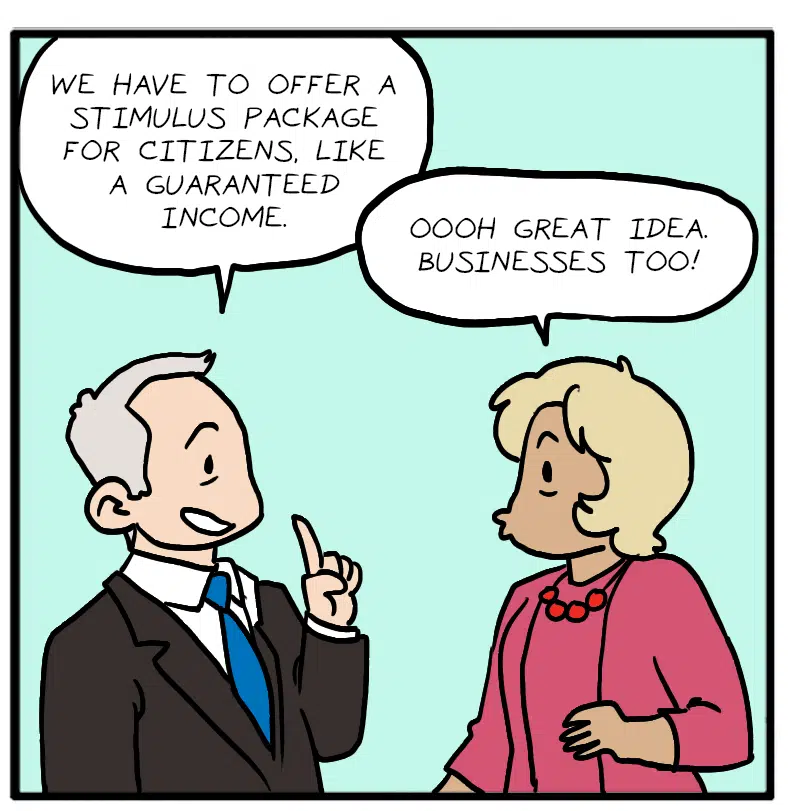 WE HAVE TO OFFER A
STIMULUS PACKAGE
FOR CITIZENS, LIKE
A GUARANTEED
INCOME.
OOOH GREAT IDEA.
BUSINESSES TOO!